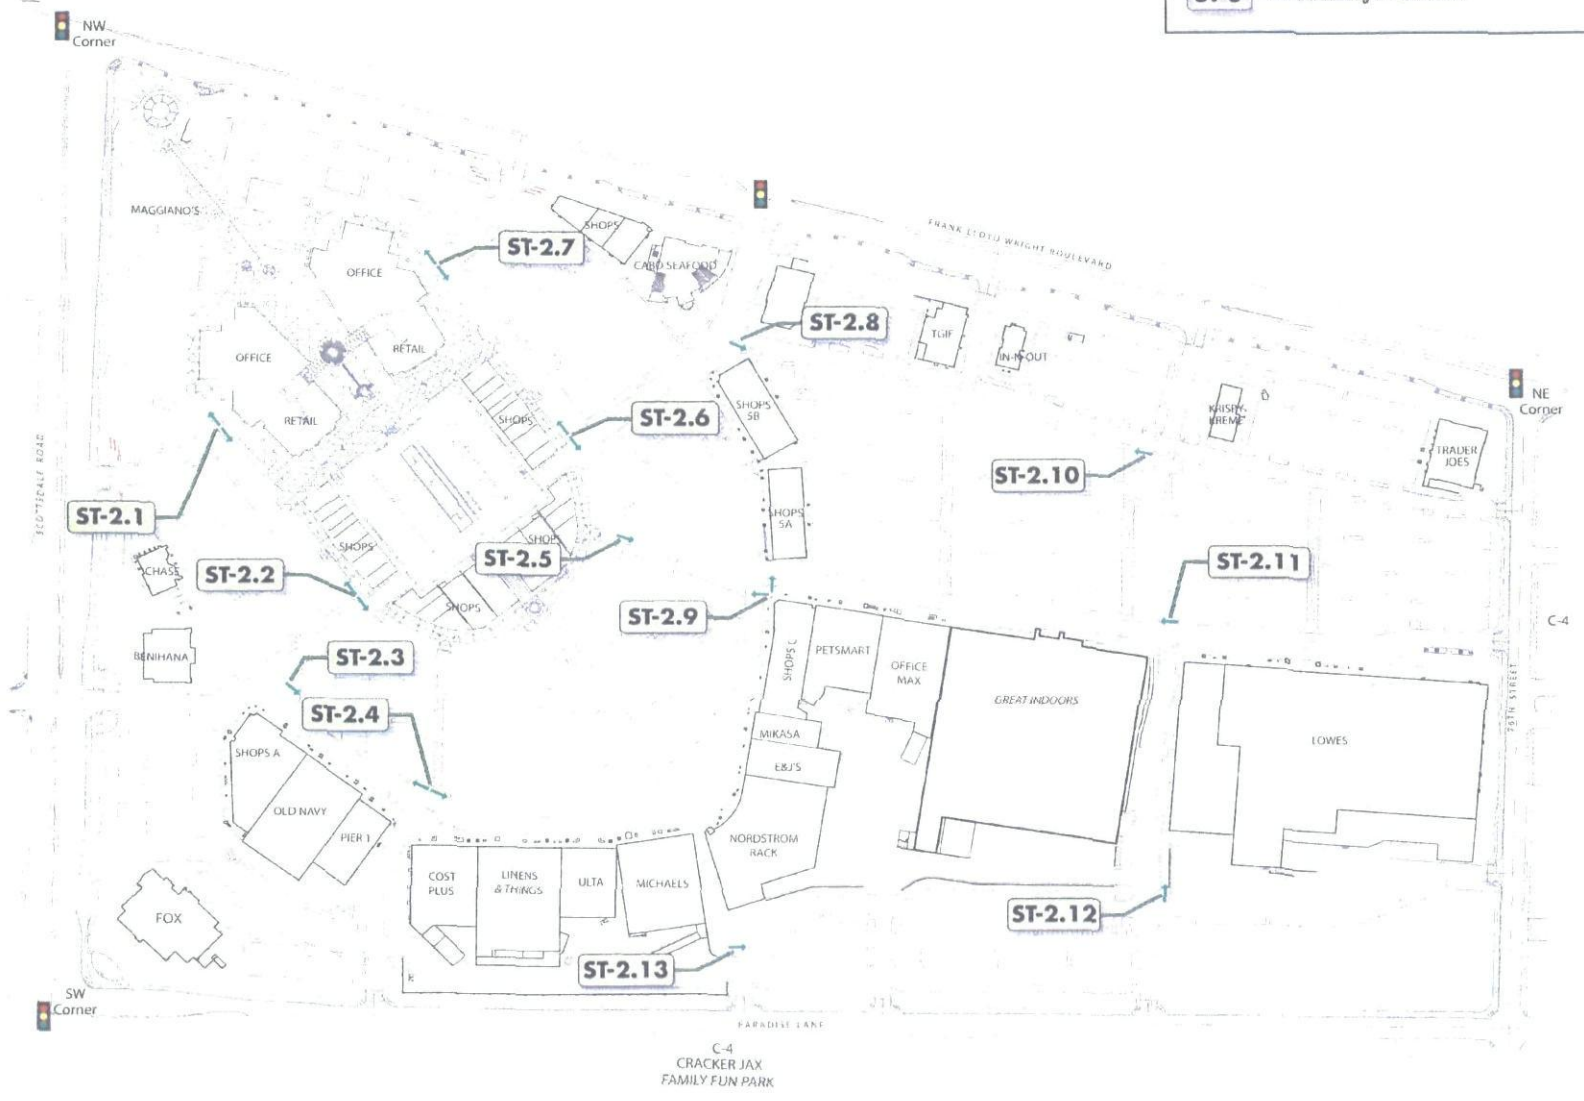 NW
Corner
MAGGIANO'S
SHOPS
ST-2.7
OFFICE
FRANK LLOYD WRIGHT BOULEVARD
ST-2.8
TGIF
IN-N-OUT
OFFICE
RETAIL
RETAIL
SHOPS
ST-2.6
SHOPS
5B
KRISPY
KREME
NE
Corner
TRADER
JOES
ST-2.10
SCOTTSDALE ROAD
ST-2.1
SHOPS
5A
SHOPS
SHOPS
ST-2.5
CHASE
ST-2.2
SHOPS
ST-2.9
ST-2.11
C-4
BENIHANA
ST-2.3
SHOPS C
PETSMART
OFFICE
MAX
GREAT INDOORS
ST-2.4
MIKASA
LOWES
SHOPS A
OLD NAVY
PIER 1
NORDSTROM
RACK
COST
PLUS
LINENS
& THINGS
ULTA
MICHAELS
FOX
ST-2.12
ST-2.13
SW
Corner
PARADISE LANE
C-4
CRACKER JAX
FAMILY FUN PARK